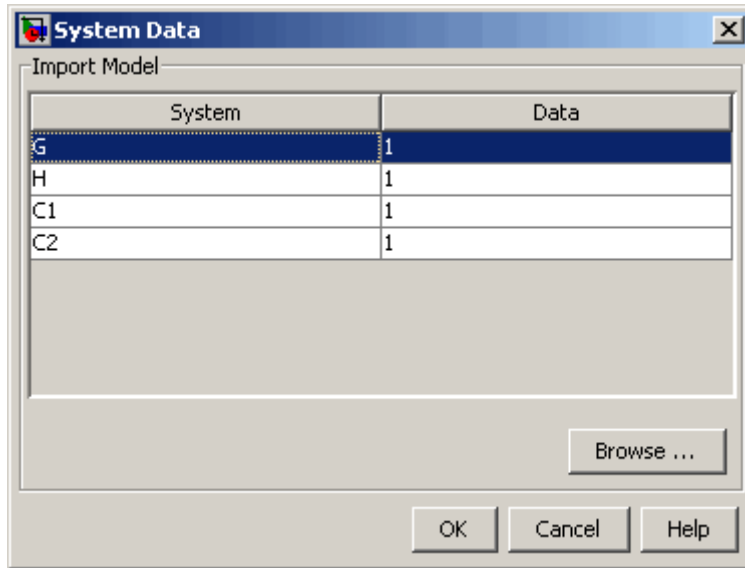 System Data
Import Model
System Data
G 1
H 1
C1 1
C2 1
Browse ...
OK Cancel Help